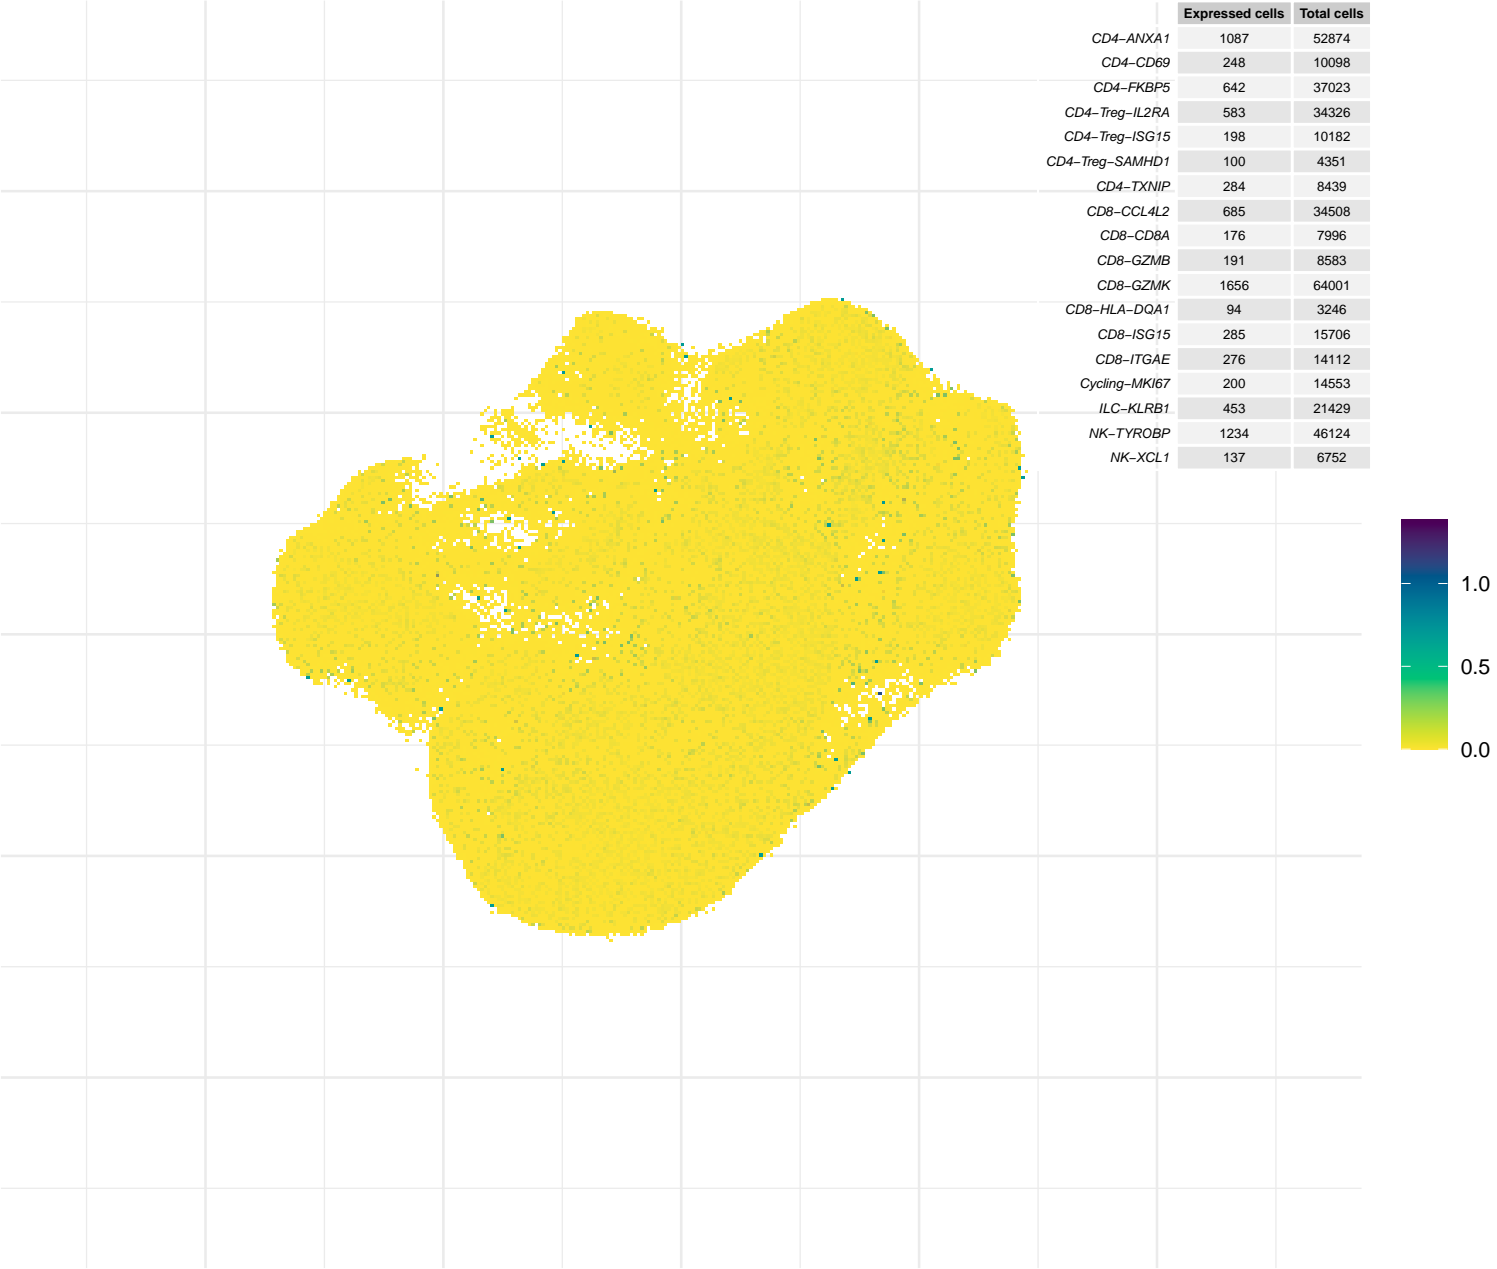 Expressed cells Total cells
CD4−ANXA1 1087 52874
CD4−CD69 248 10098
CD4−FKBP5 642 37023
CD4−Treg−IL2RA 583 34326
CD4−Treg−ISG15 198 10182
CD4−Treg−SAMHD1 100 4351
CD4−TXNIP 284 8439
CD8−CCL4L2 685 34508
CD8−CD8A 176 7996
CD8−GZMB 191 8583
CD8−GZMK 1656 64001
CD8−HLA−DQA1 94 3246
CD8−ISG15 285 15706
CD8−ITGAE 276 14112
Cycling−MKI67 200 14553
ILC−KLRB1 453 21429
NK−TYROBP 1234 46124
NK−XCL1 137 6752
1.0
0.5
0.0